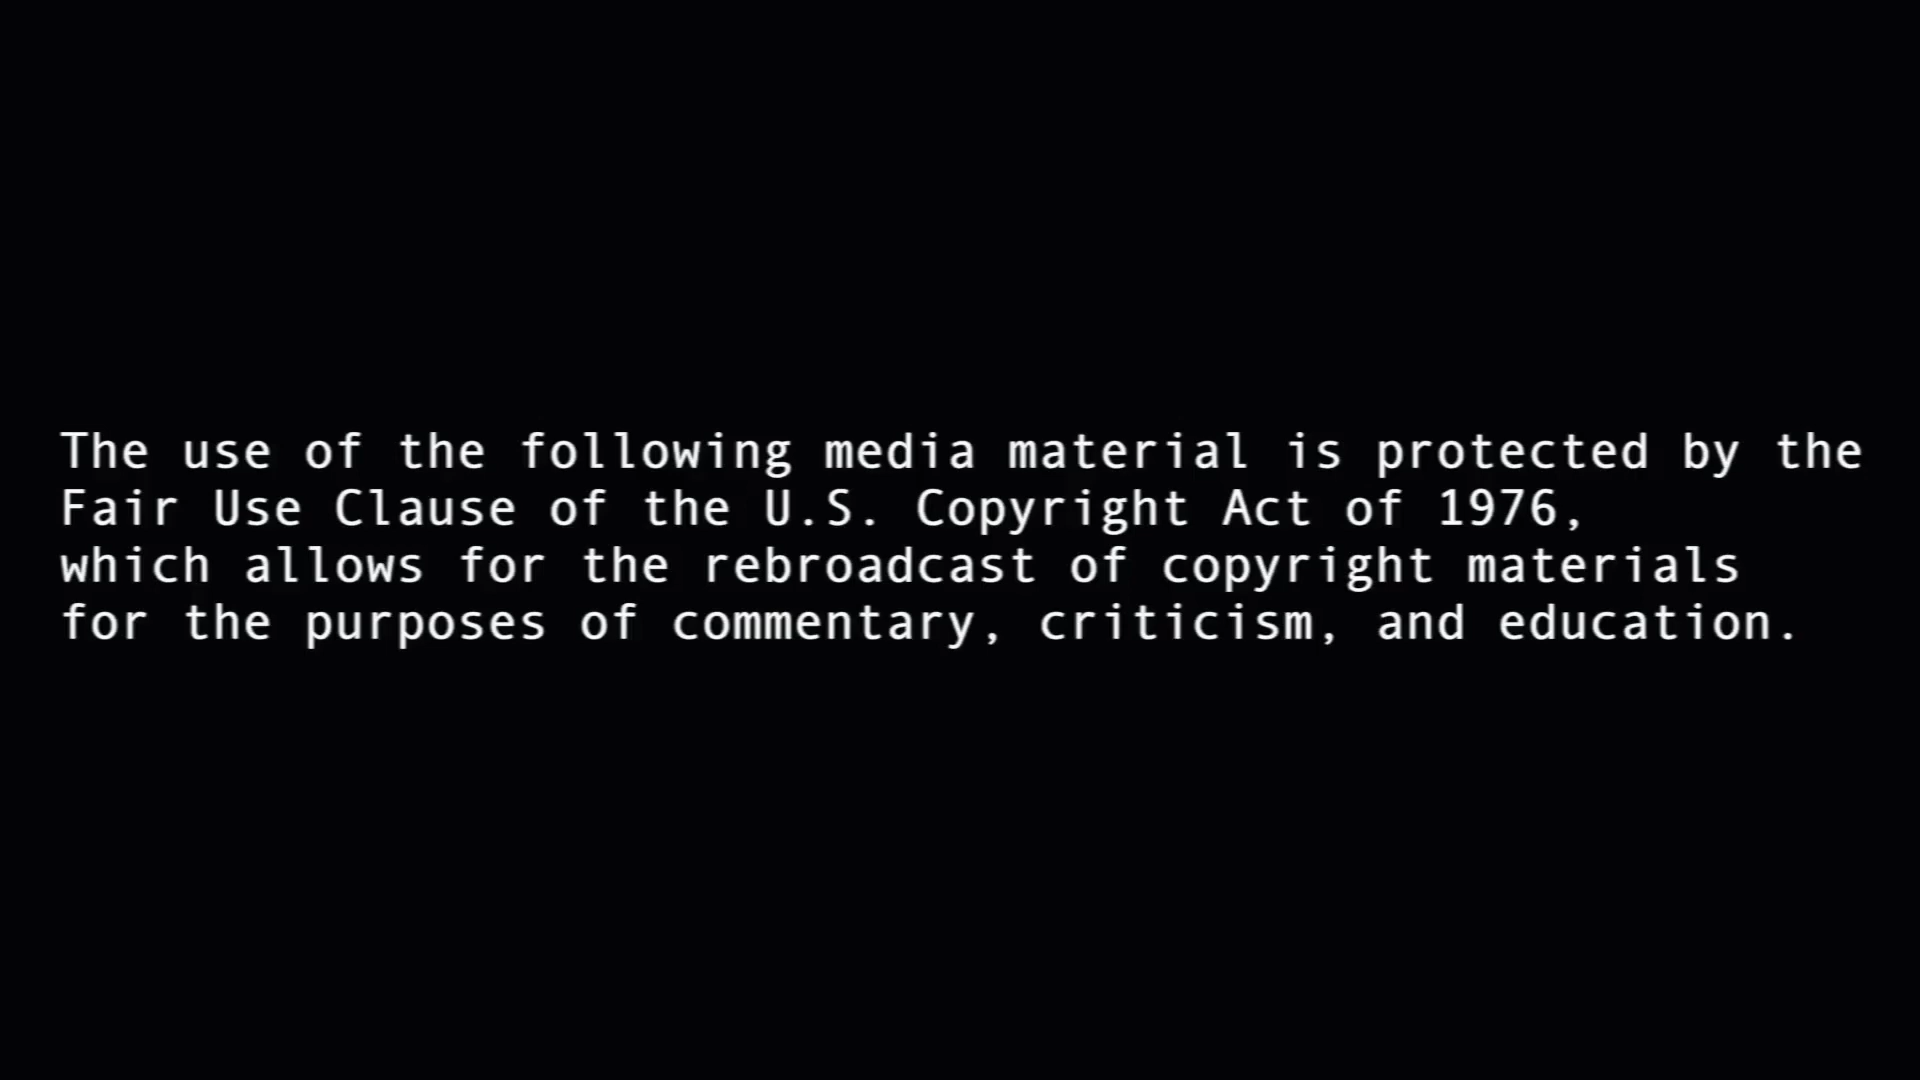 The use of the following media material is protected by the
Fair Use Clause of the U.S. Copyright Act of 1976,
which allows for the rebroadcast of copyright materials
for the purposes of commentary, criticism, and education.